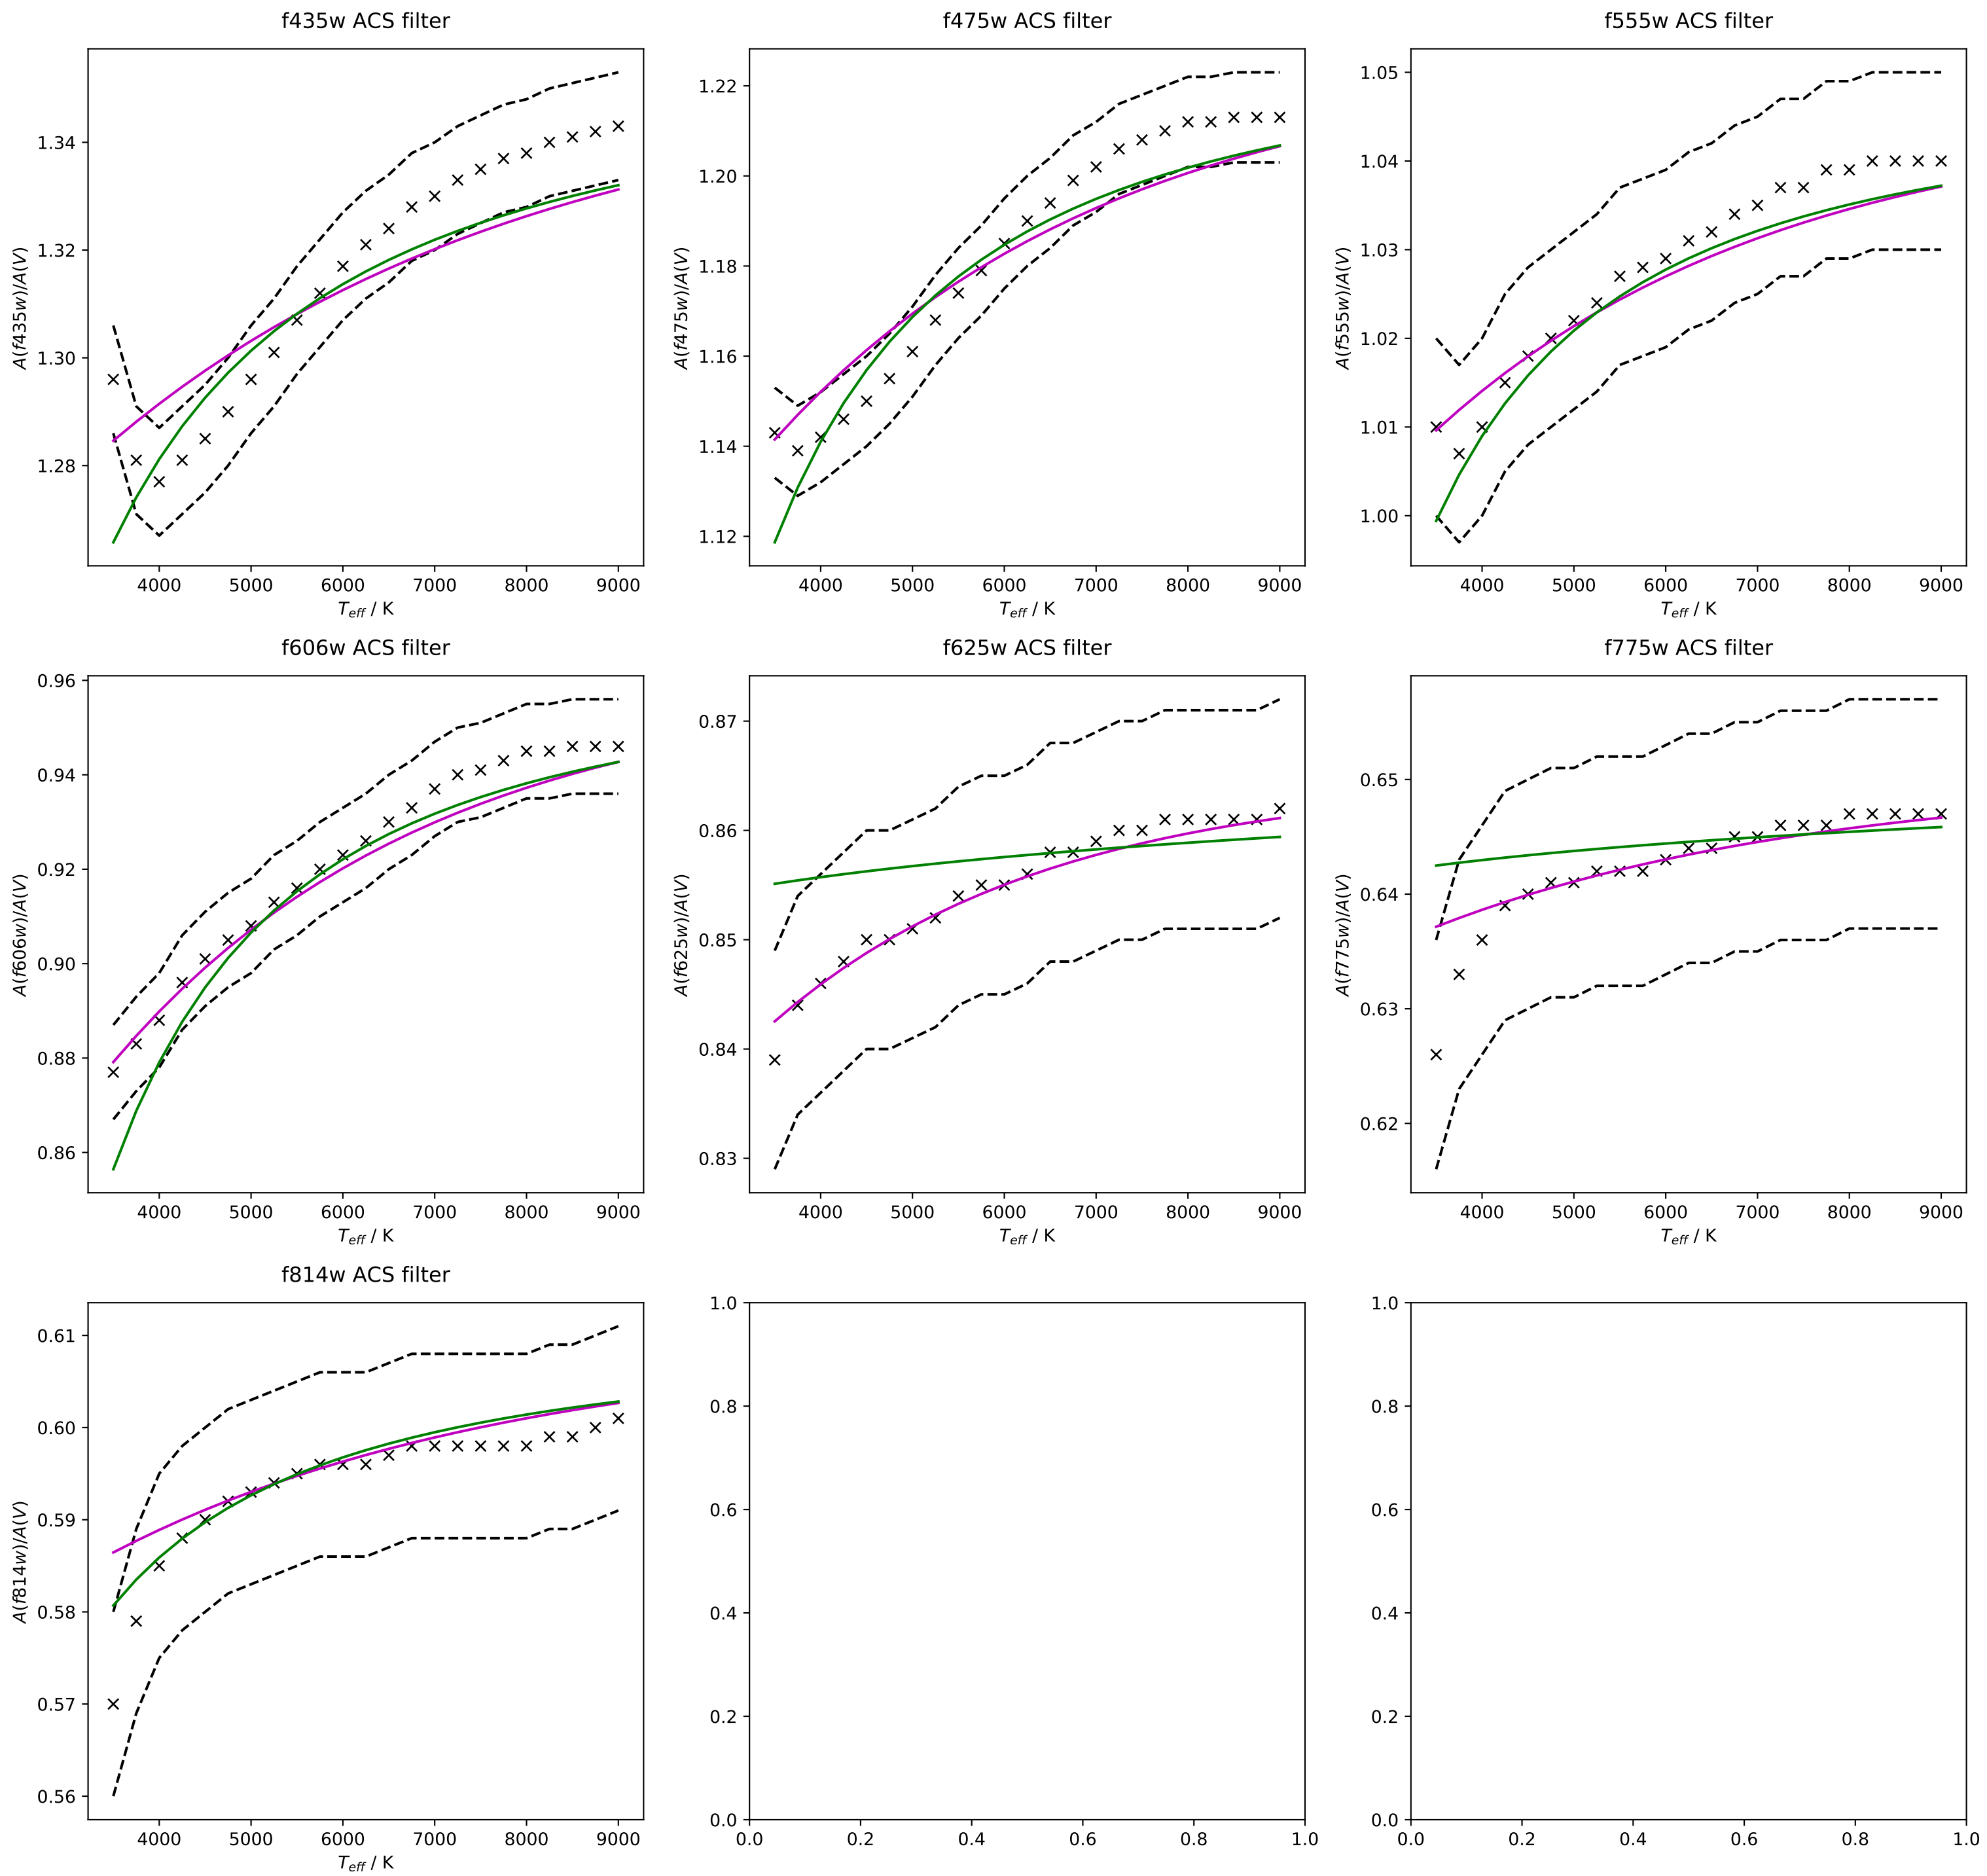 f435w ACS filter
A(f435w)/A(V)
1.34
1.32
1.30
1.28
4000 5000 6000 7000 8000 9000
T_eff / K
f475w ACS filter
A(f475w)/A(V)
1.22
1.20
1.18
1.16
1.14
1.12
4000 5000 6000 7000 8000 9000
T_eff / K
f555w ACS filter
A(f555w)/A(V)
1.05
1.04
1.03
1.02
1.01
1.00
4000 5000 6000 7000 8000 9000
T_eff / K
f606w ACS filter
A(f606w)/A(V)
0.96
0.94
0.92
0.90
0.88
0.86
4000 5000 6000 7000 8000 9000
T_eff / K
f625w ACS filter
A(f625w)/A(V)
0.87
0.86
0.85
0.84
0.83
4000 5000 6000 7000 8000 9000
T_eff / K
f775w ACS filter
A(f775w)/A(V)
0.65
0.64
0.63
0.62
4000 5000 6000 7000 8000 9000
T_eff / K
f814w ACS filter
A(f814w)/A(V)
0.61
0.60
0.59
0.58
0.57
0.56
4000 5000 6000 7000 8000 9000
T_eff / K
1.0
0.8
0.6
0.4
0.2
0.0
0.0 0.2 0.4 0.6 0.8 1.0
1.0
0.8
0.6
0.4
0.2
0.0
0.0 0.2 0.4 0.6 0.8 1.0